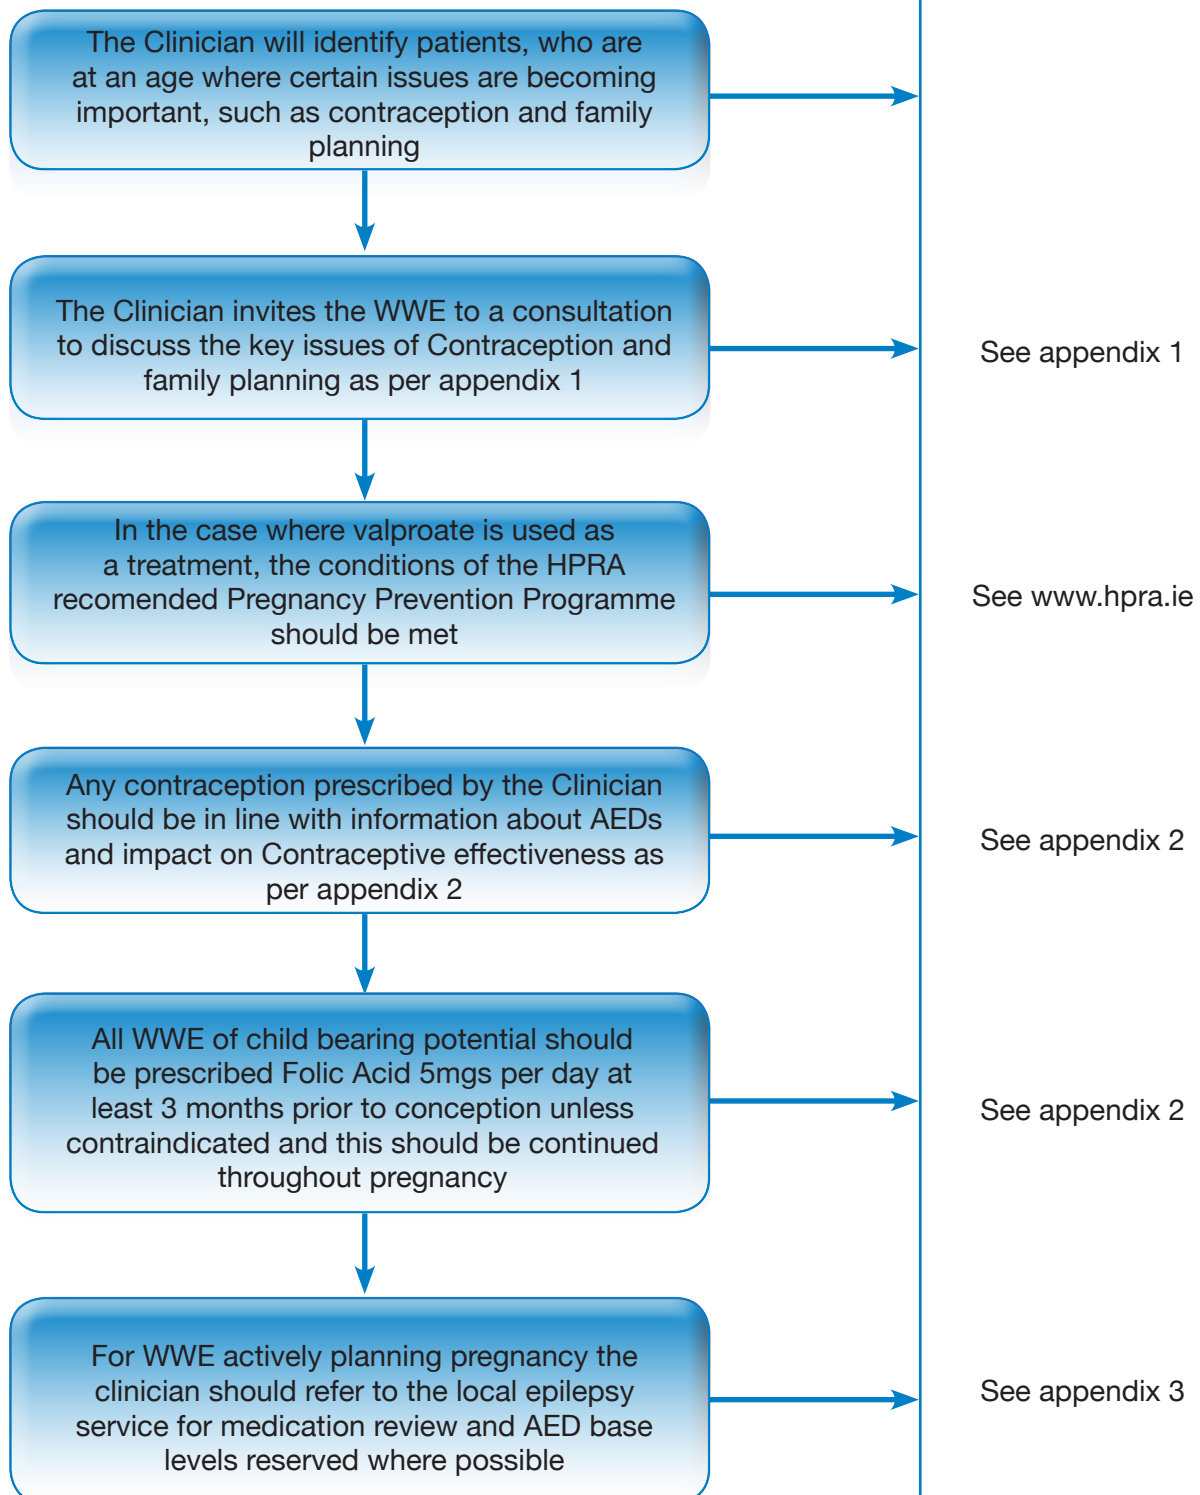 The Clinician will identify patients, who are
at an age where certain issues are becoming
important, such as contraception and family
planning
The Clinician invites the WWE to a consultation
to discuss the key issues of Contraception and
family planning as per appendix 1
See appendix 1
In the case where valproate is used as
a treatment, the conditions of the HPRA
recomended Pregnancy Prevention Programme
should be met
See www.hpra.ie
Any contraception prescribed by the Clinician
should be in line with information about AEDs
and impact on Contraceptive effectiveness as
per appendix 2
See appendix 2
All WWE of child bearing potential should
be prescribed Folic Acid 5mgs per day at
least 3 months prior to conception unless
contraindicated and this should be continued
throughout pregnancy
See appendix 2
For WWE actively planning pregnancy the
clinician should refer to the local epilepsy
service for medication review and AED base
levels reserved where possible
See appendix 3